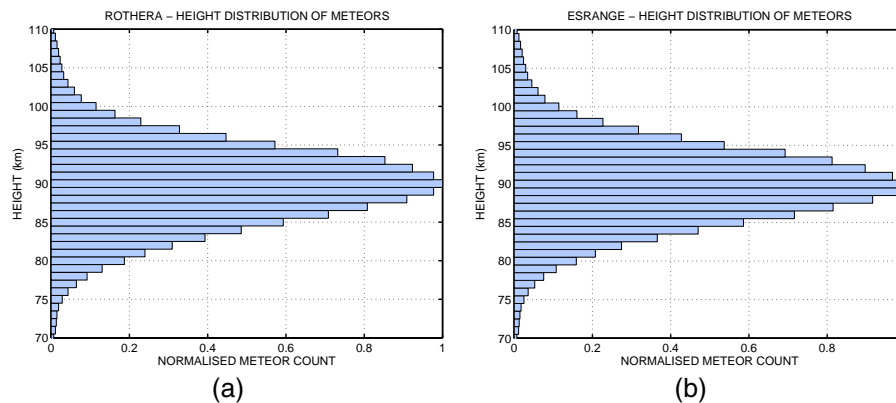 ROTHERA – HEIGHT DISTRIBUTION OF METEORS
110
105
100
95
90
85
80
75
70
HEIGHT (km)
0 0.2 0.4 0.6 0.8 1
NORMALISED METEOR COUNT
(a)
ESRANGE – HEIGHT DISTRIBUTION OF METEORS
110
105
100
95
90
85
80
75
70
HEIGHT (km)
0 0.2 0.4 0.6 0.8
NORMALISED METEOR COUNT
(b)